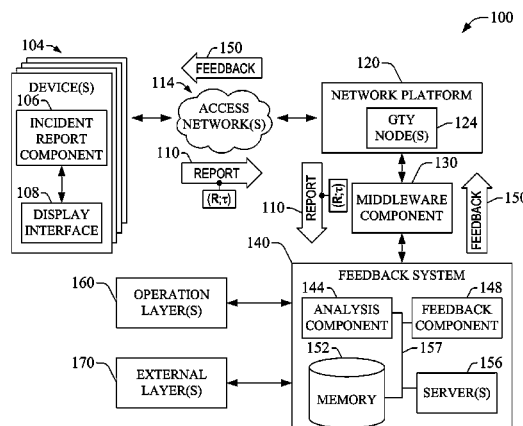 100
104
DEVICE(S)
106
INCIDENT
REPORT
COMPONENT
108
DISPLAY
INTERFACE
150
FEEDBACK
114
ACCESS
NETWORK(S)
110
REPORT
{R;τ}
120
NETWORK PLATFORM
GTY
NODE(S)
124
130
MIDDLEWARE
COMPONENT
110
REPORT
{R;τ}
150
FEEDBACK
140
FEEDBACK SYSTEM
144
ANALYSIS
COMPONENT
148
FEEDBACK
COMPONENT
152
MEMORY
157
156
SERVER(S)
160
OPERATION
LAYER(S)
170
EXTERNAL
LAYER(S)